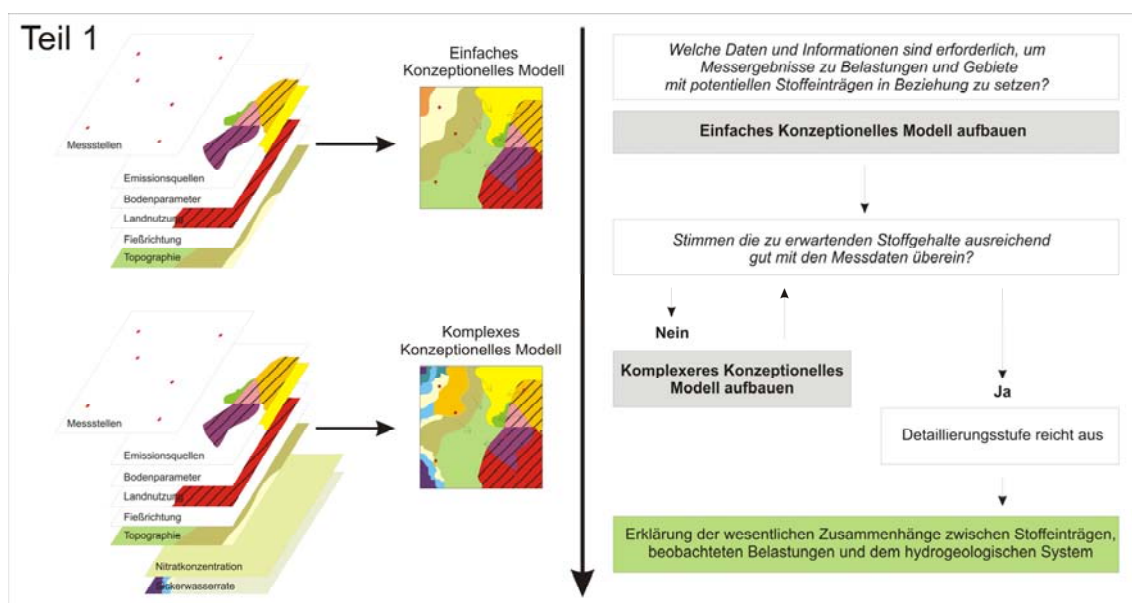 Teil 1
Einfaches
Konzeptionelles Modell
Messstellen
Emissionsquellen
Bodenparameter
Landnutzung
Fießrichtung
Topographie
Komplexes
Konzeptionelles Modell
Messstellen
Emissionsquellen
Bodenparameter
Landnutzung
Fießrichtung
Topographie
Nitratkonzentration
Sickerwasserrate
Welche Daten und Informationen sind erforderlich, um
Messergebnisse zu Belastungen und Gebiete
mit potentiellen Stoffeinträgen in Beziehung zu setzen?
Einfaches Konzeptionelles Modell aufbauen
Stimmen die zu erwartenden Stoffgehalte ausreichend
gut mit den Messdaten überein?
Nein
Komplexeres Konzeptionelles
Modell aufbauen
Ja
Detaillierungsstufe reicht aus
Erklärung der wesentlichen Zusammenhänge zwischen Stoffeinträgen,
beobachteten Belastungen und dem hydrogeologischen System